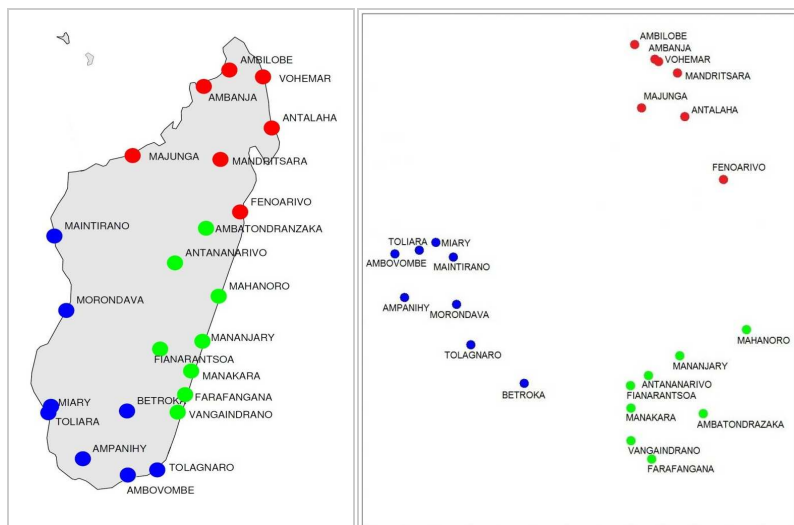 AMBILOBE
VOHEMAR
AMBANJA
ANTALAHA
MAJUNGA
MANDRITSARA
FENOARIVO
MAINTIRANO
AMBATONDRANZAKA
ANTANANARIVO
MAHANORO
MORONDAVA
MANANJARY
FIANARANTSOA
MANAKARA
FARAFANGANA
MIARY
BETROKA
VANGAINDRANO
TOLIARA
AMPANIHY
TOLAGNARO
AMBOVOMBE
AMBILOBE
AMBANJA
VOHEMAR
MANDRITSARA
MAJUNGA
ANTALAHA
FENOARIVO
TOLIARA
MIARY
AMBOVOMBE
MAINTIRANO
AMPANIHY
MORONDAVA
MAHANORO
TOLAGNARO
MANANJARY
ANTANANARIVO
BETROKA
FIANARANTSOA
MANAKARA
AMBATONDRAZAKA
VANGAINDRANO
FARAFANGANA